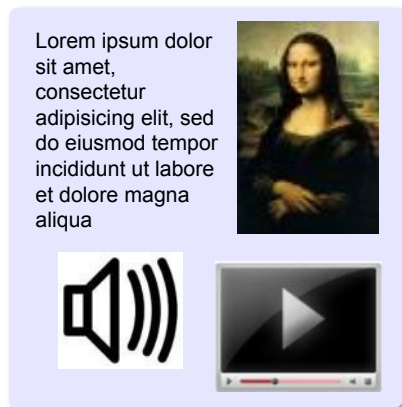 Lorem ipsum dolor
sit amet,
consectetur
adipisicing elit, sed
do eiusmod tempor
incididunt ut labore
et dolore magna
aliqua